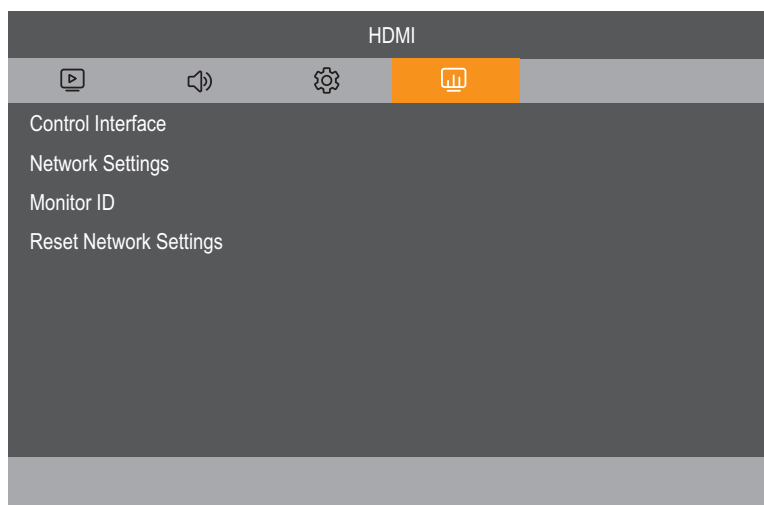 HDMI
Control Interface
Network Settings
Monitor ID
Reset Network Settings